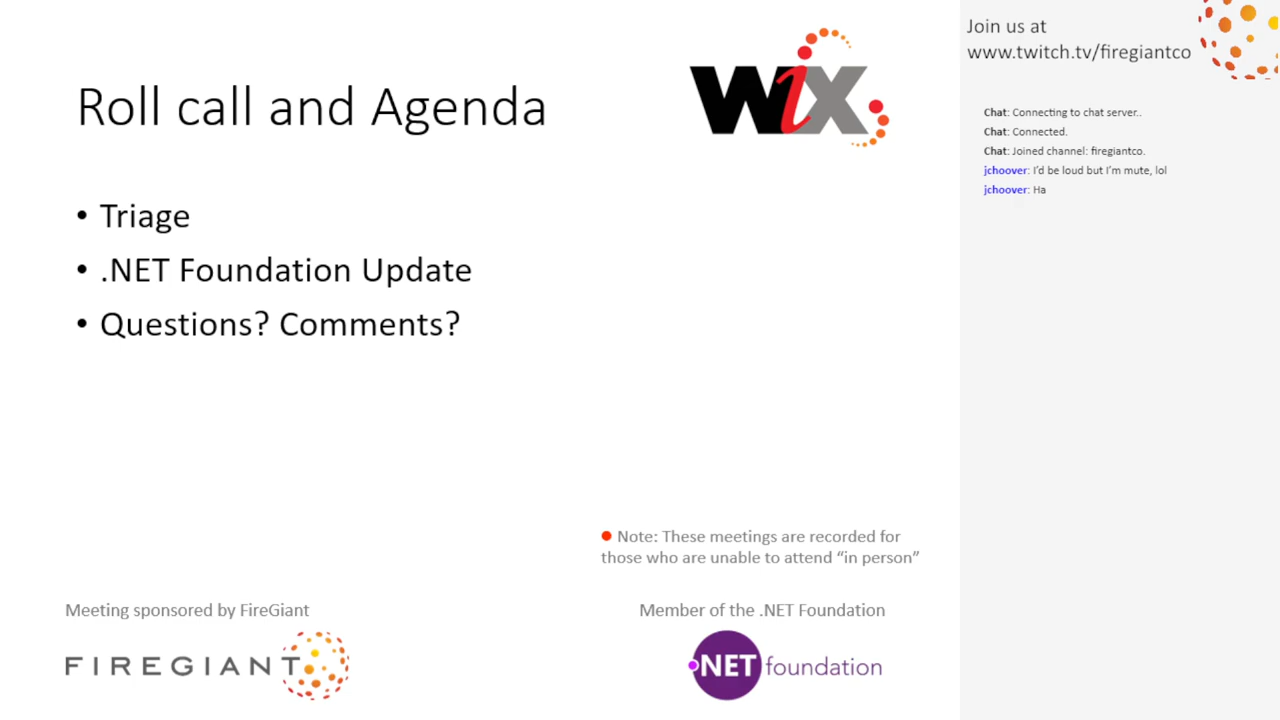 Roll call and Agenda
WiX
• Triage
• .NET Foundation Update
• Questions? Comments?
Note: These meetings are recorded for
those who are unable to attend “in person”
Meeting sponsored by FireGiant
FIREGIANT
Member of the .NET Foundation
.NET foundation
Join us at
www.twitch.tv/firegiantco
Chat: Connecting to chat server..
Chat: Connected.
Chat: Joined channel: firegiantco.
jchoover: I’d be loud but I’m mute, lol
jchoover: Ha